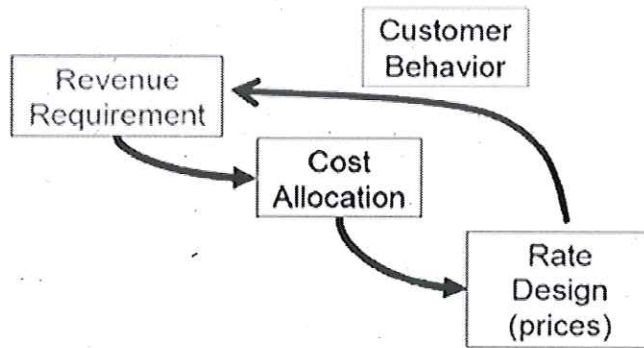 Customer
Behavior
Revenue
Requirement
Cost
Allocation
Rate
Design
(prices)